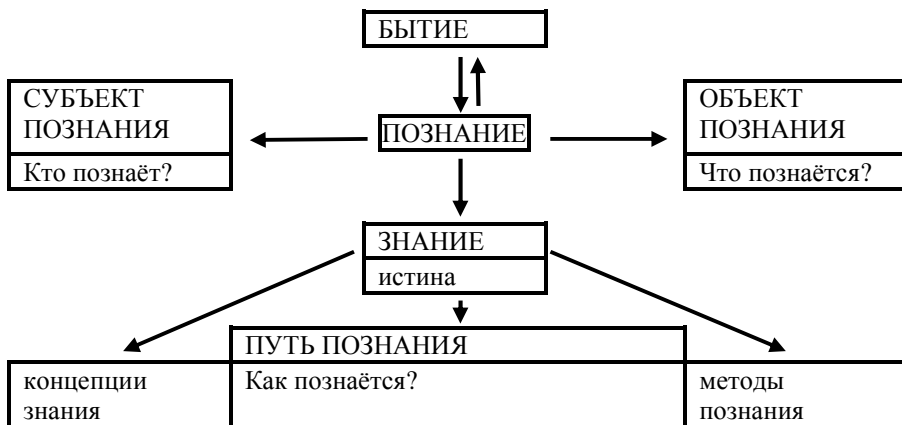 БЫТИЕ
СУБЪЕКТ
ПОЗНАНИЯ
Кто познаёт?
ПОЗНАНИЕ
ОБЪЕКТ
ПОЗНАНИЯ
Что познаётся?
ЗНАНИЕ
истина
ПУТЬ ПОЗНАНИЯ
концепции
знания
Как познаётся?
методы
познания